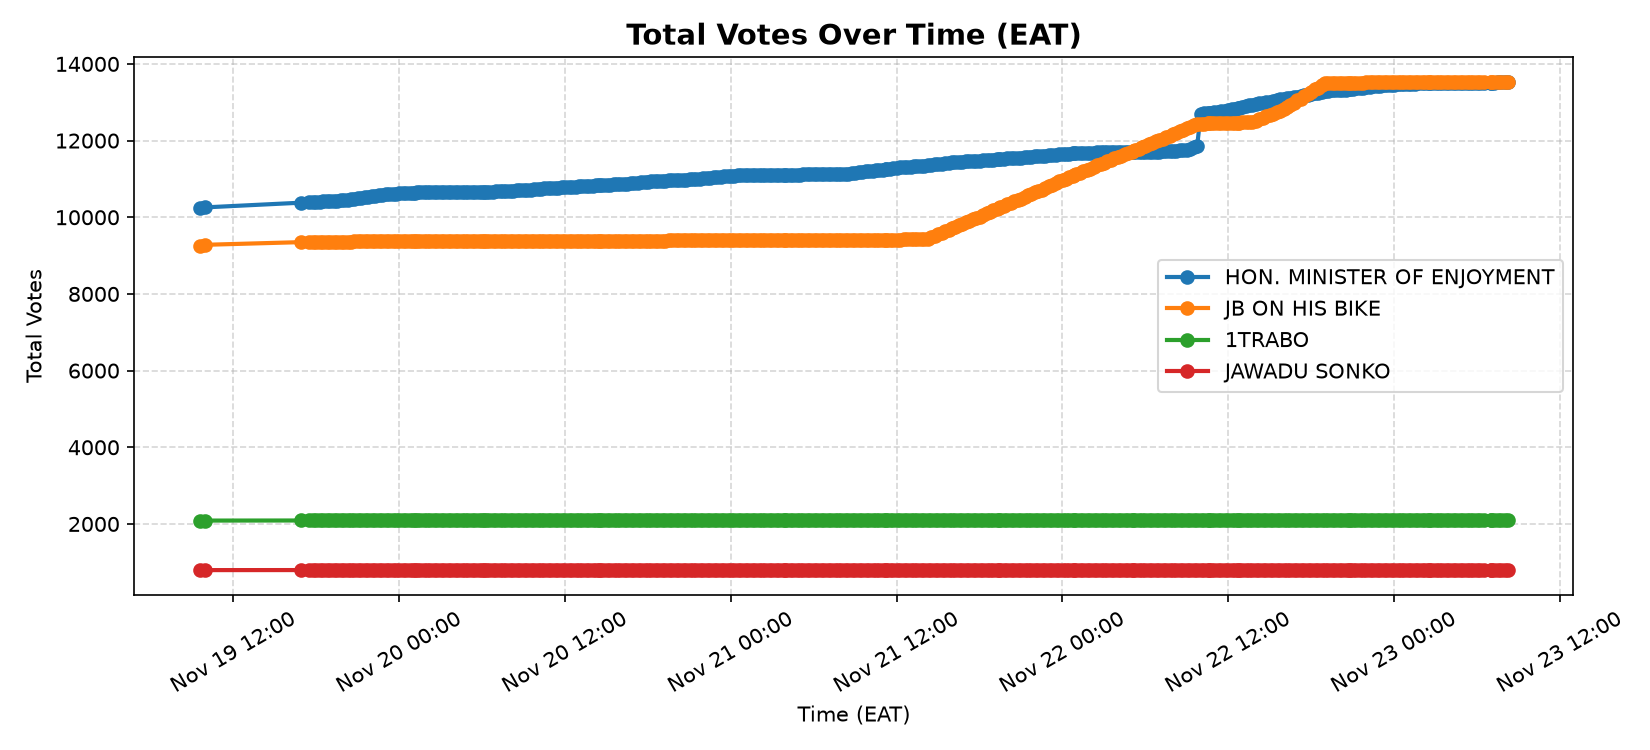 Total Votes Over Time (EAT)
14000
12000
10000
8000
6000
4000
2000
Total Votes
HON. MINISTER OF ENJOYMENT
JB ON HIS BIKE
1TRABO
JAWADU SONKO
Nov 19 12:00
Nov 20 00:00
Nov 20 12:00
Nov 21 00:00
Nov 21 12:00
Nov 22 00:00
Nov 22 12:00
Nov 23 00:00
Nov 23 12:00
Time (EAT)